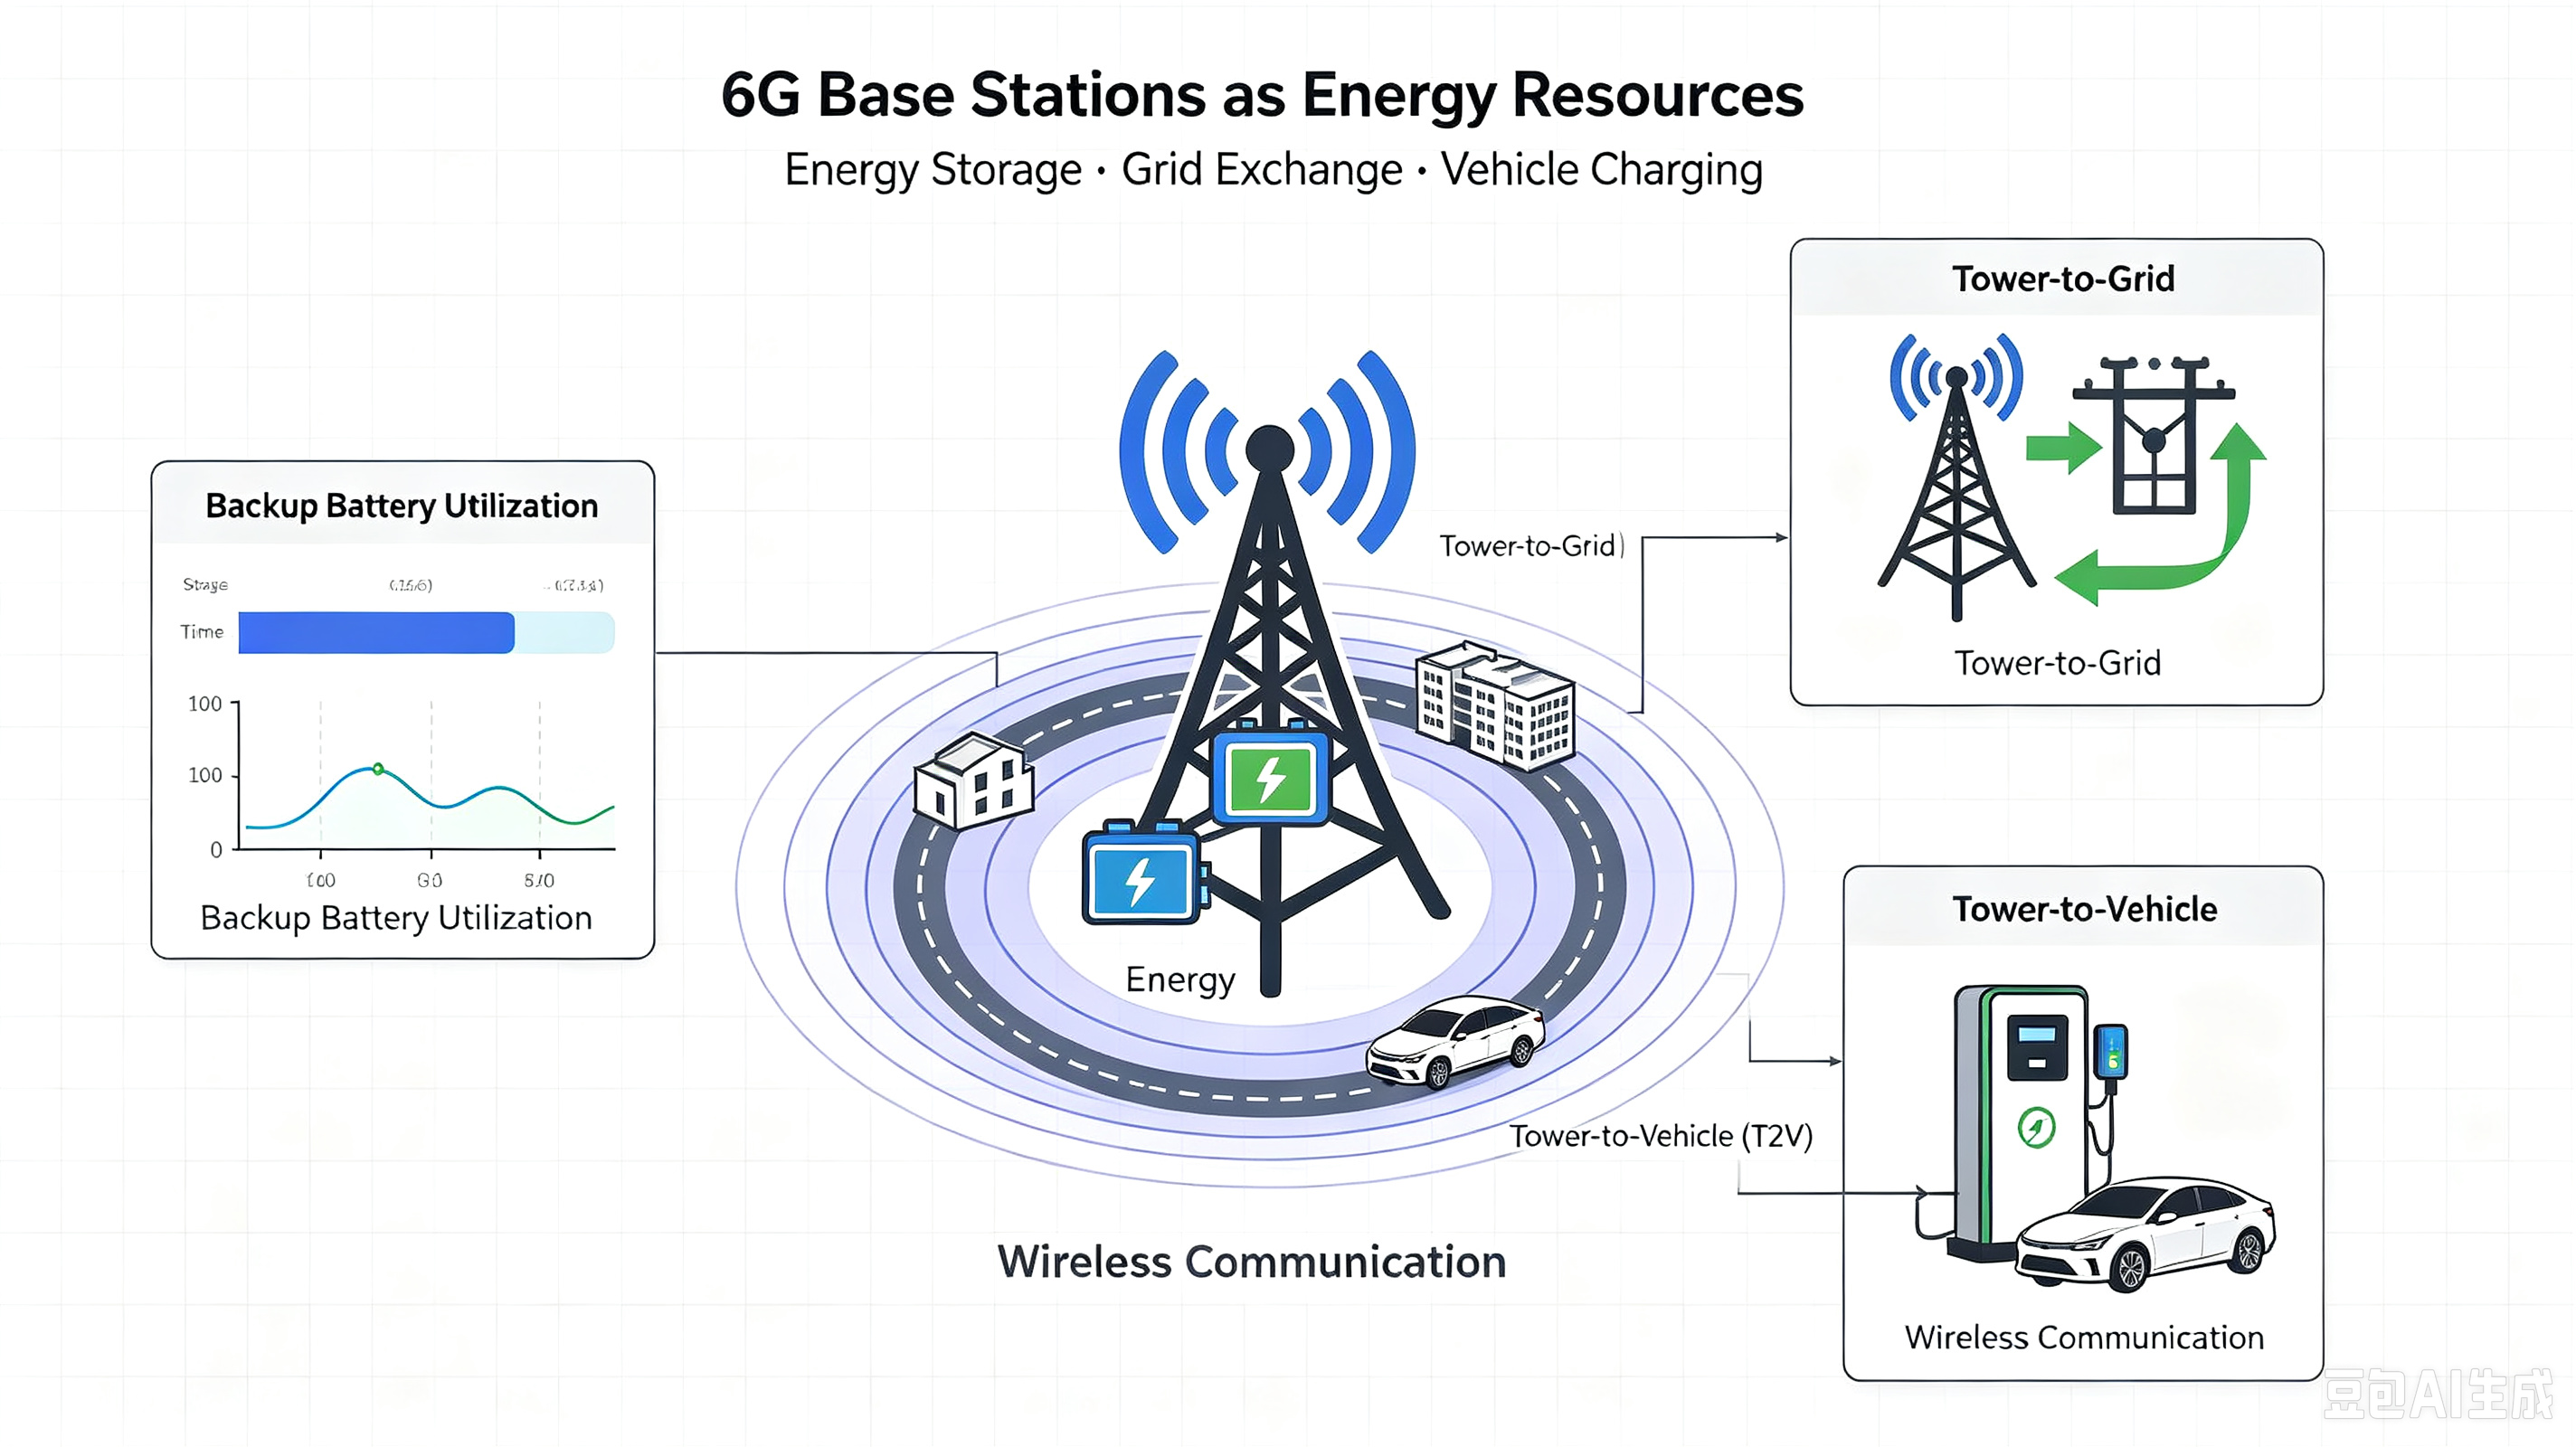 6G Base Stations as Energy Resources
Energy Storage · Grid Exchange · Vehicle Charging
Tower-to-Grid
Tower-to-Grid
Tower-to-Grid)
Backup Battery Utilization
Time
100
100
0
Backup Battery Utilization
Energy
Tower-to-Vehicle
Tower-to-Vehicle (T2V)
Wireless Communication
Wireless Communication
豆包AI生成